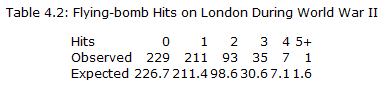 Table 4.2: Flying-bomb Hits on London During World War II
Hits 0 1 2 3 4 5+
Observed 229 211 93 35 7 1
Expected 226.7 211.4 98.6 30.6 7.1 1.6